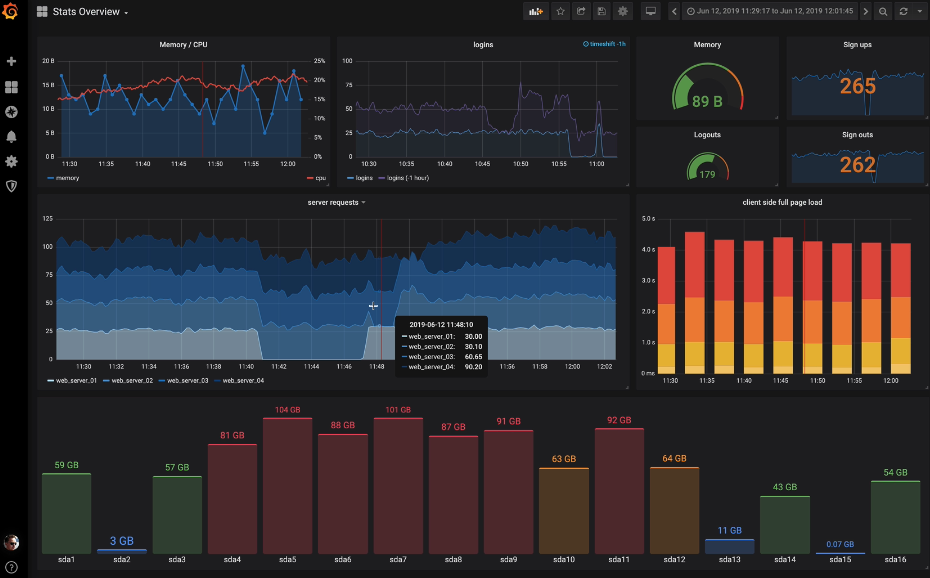 Stats Overview
Jun 12, 2019 11:29:17 to Jun 12, 2019 12:01:45
Memory / CPU
20 B
15 B
10 B
5 B
0 B
25%
20%
15%
10%
5%
0%
11:30 11:35 11:40 11:45 11:50 11:55 12:00
memory cpu
logins
timeshift -1h
100
75
50
25
0
10:30 10:35 10:40 10:45 10:50 10:55 11:00
logins logins (-1 hour)
Memory
89 B
Sign ups
265
Logouts
179
Sign outs
262
server requests
125
100
75
50
25
0
11:30 11:32 11:34 11:36 11:38 11:40 11:42 11:44 11:46 11:48 11:56 11:58 12:00 12:02
web_server_01 web_server_02 web_server_03 web_server_04
2019-06-12 11:48:10
web_server_01: 30.00
web_server_02: 30.10
web_server_03: 60.65
web_server_04: 90.20
client side full page load
5.0 s
4.0 s
3.0 s
2.0 s
1.0 s
0 ms
11:30 11:35 11:40 11:45 11:50 11:55 12:00
59 GB 3 GB 57 GB 81 GB 104 GB 88 GB 101 GB 87 GB 91 GB 63 GB 92 GB 64 GB 11 GB 43 GB 0.07 GB 54 GB
sda1 sda2 sda3 sda4 sda5 sda6 sda7 sda8 sda9 sda10 sda11 sda12 sda13 sda14 sda15 sda16